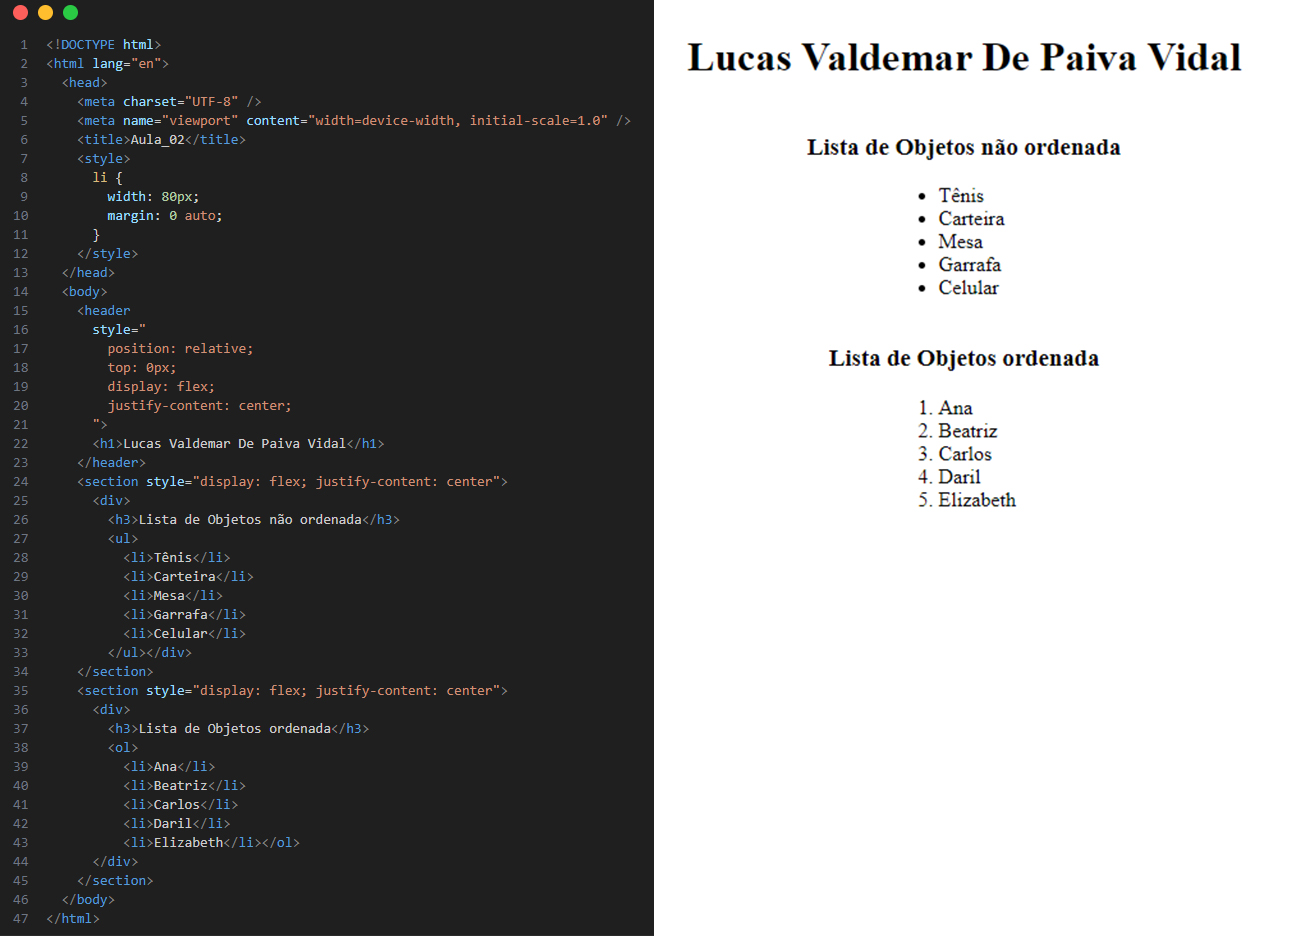 1 <!DOCTYPE html>
2 <html lang="en">
3 <head>
4 <meta charset="UTF-8" />
5 <meta name="viewport" content="width=device-width, initial-scale=1.0" />
6 <title>Aula_02</title>
7 <style>
8 li {
9 width: 80px;
10 margin: 0 auto;
11 }
12 </style>
13 </head>
14 <body>
15 <header
16 style="
17 position: relative;
18 top: 0px;
19 display: flex;
20 justify-content: center;
21 ">
22 <h1>Lucas Valdemar De Paiva Vidal</h1>
23 </header>
24 <section style="display: flex; justify-content: center">
25 <div>
26 <h3>Lista de Objetos não ordenada</h3>
27 <ul>
28 <li>Tênis</li>
29 <li>Carteira</li>
30 <li>Mesa</li>
31 <li>Garrafa</li>
32 <li>Celular</li>
33 </ul></div>
34 </section>
35 <section style="display: flex; justify-content: center">
36 <div>
37 <h3>Lista de Objetos ordenada</h3>
38 <ol>
39 <li>Ana</li>
40 <li>Beatriz</li>
41 <li>Carlos</li>
42 <li>Daril</li>
43 <li>Elizabeth</li></ol>
44 </div>
45 </section>
46 </body>
47 </html>
Lucas Valdemar De Paiva Vidal
Lista de Objetos não ordenada
• Tênis
• Carteira
• Mesa
• Garrafa
• Celular
Lista de Objetos ordenada
1. Ana
2. Beatriz
3. Carlos
4. Daril
5. Elizabeth